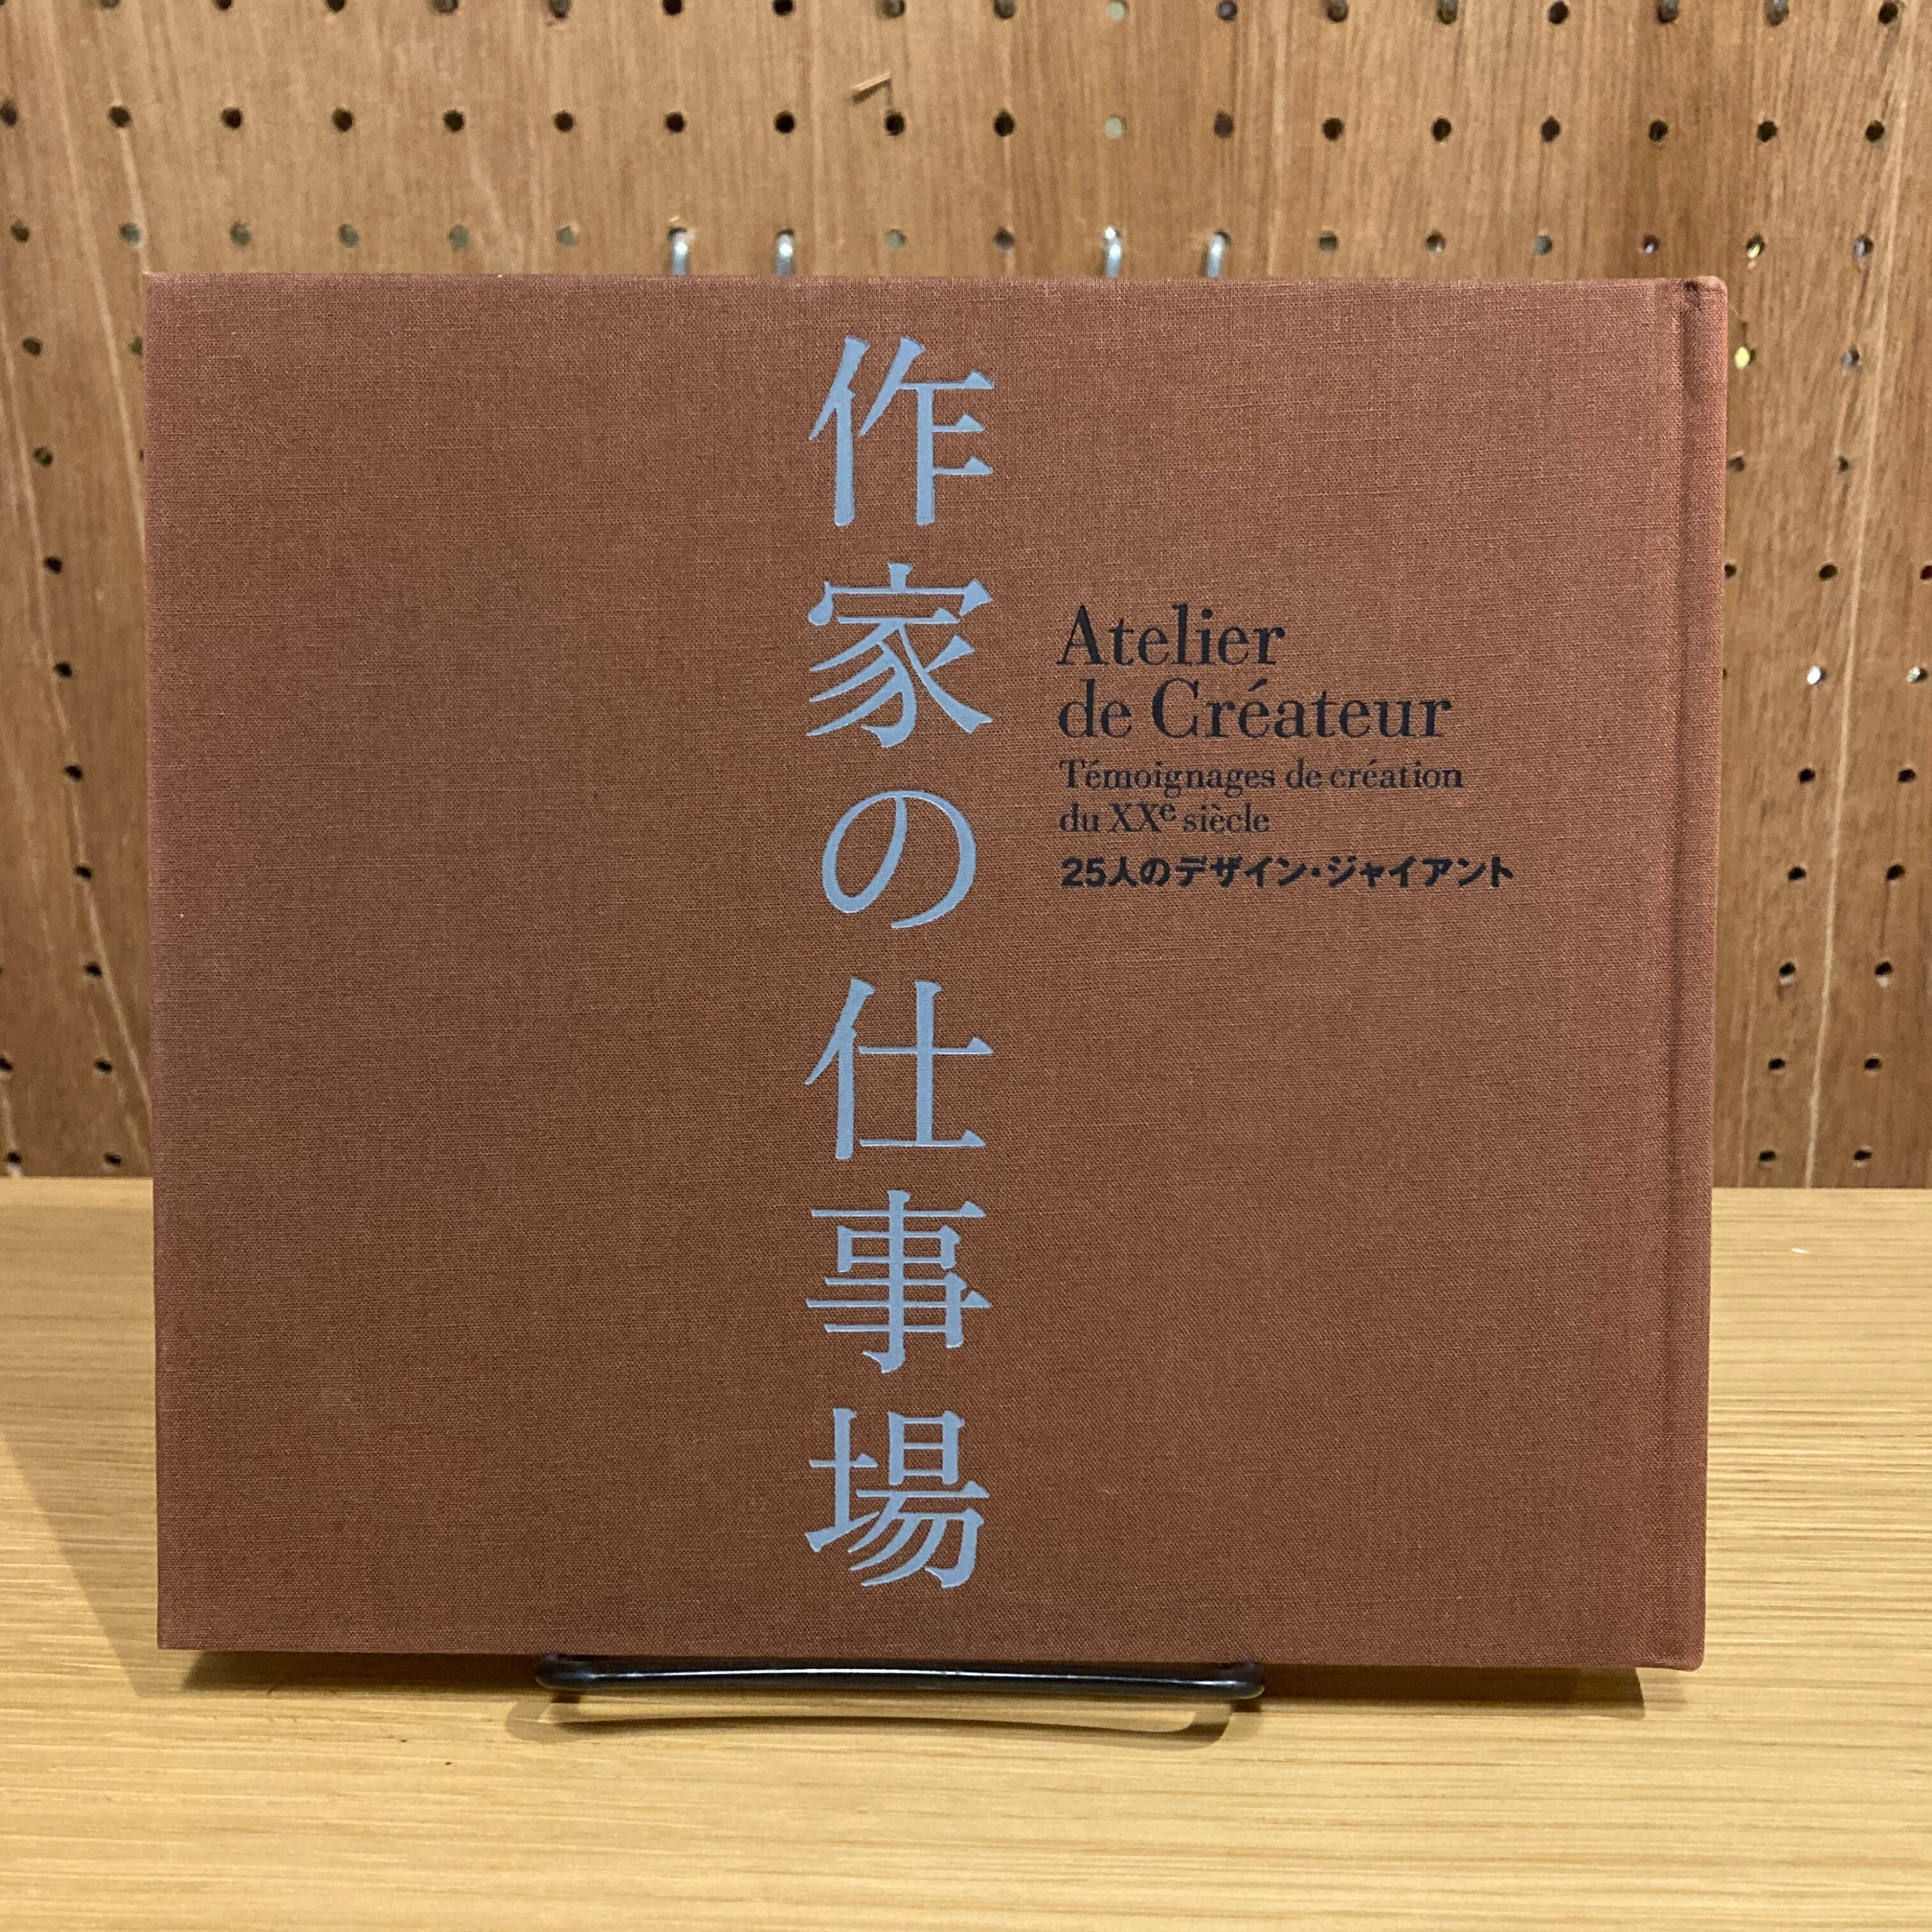 作家の仕事場
Atelier
de Créateur
Témoignages de création
du XXe siècle
25人のデザイン・ジャイアント